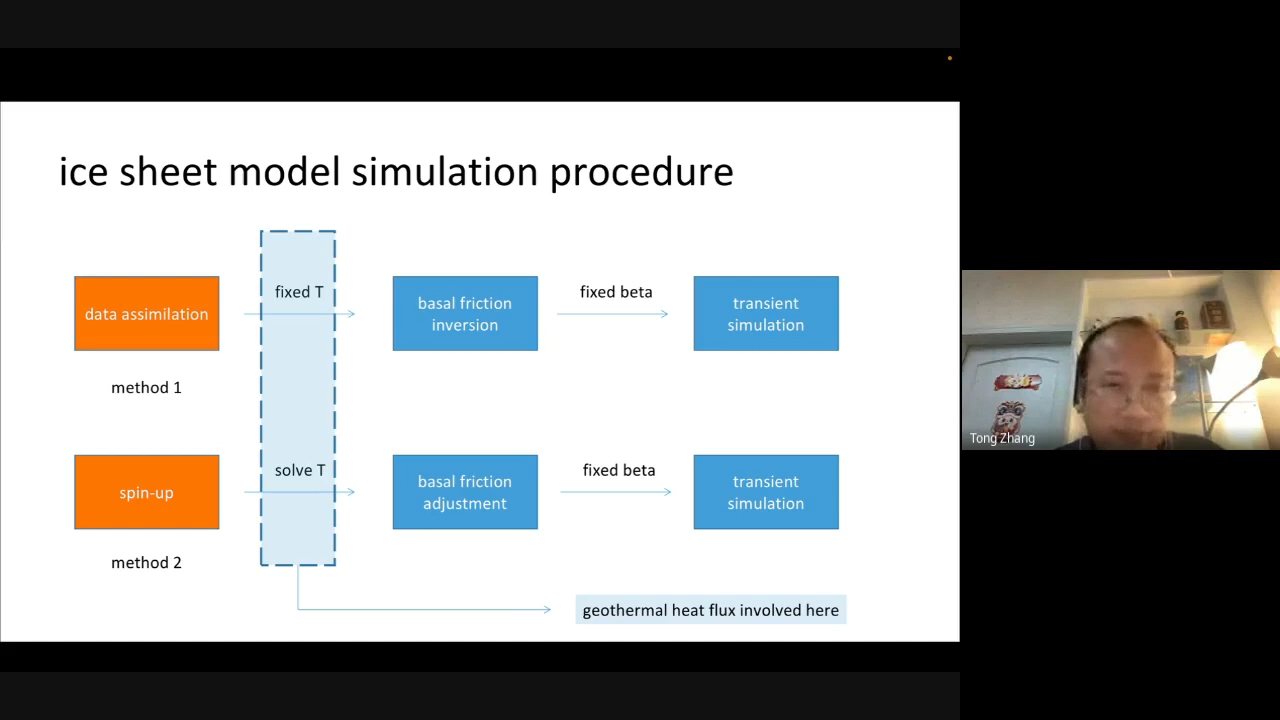 ice sheet model simulation procedure
fixed T
fixed beta
data assimilation
basal friction
inversion
transient
simulation
method 1
solve T
fixed beta
spin-up
basal friction
adjustment
transient
simulation
method 2
geothermal heat flux involved here
Tong Zhang